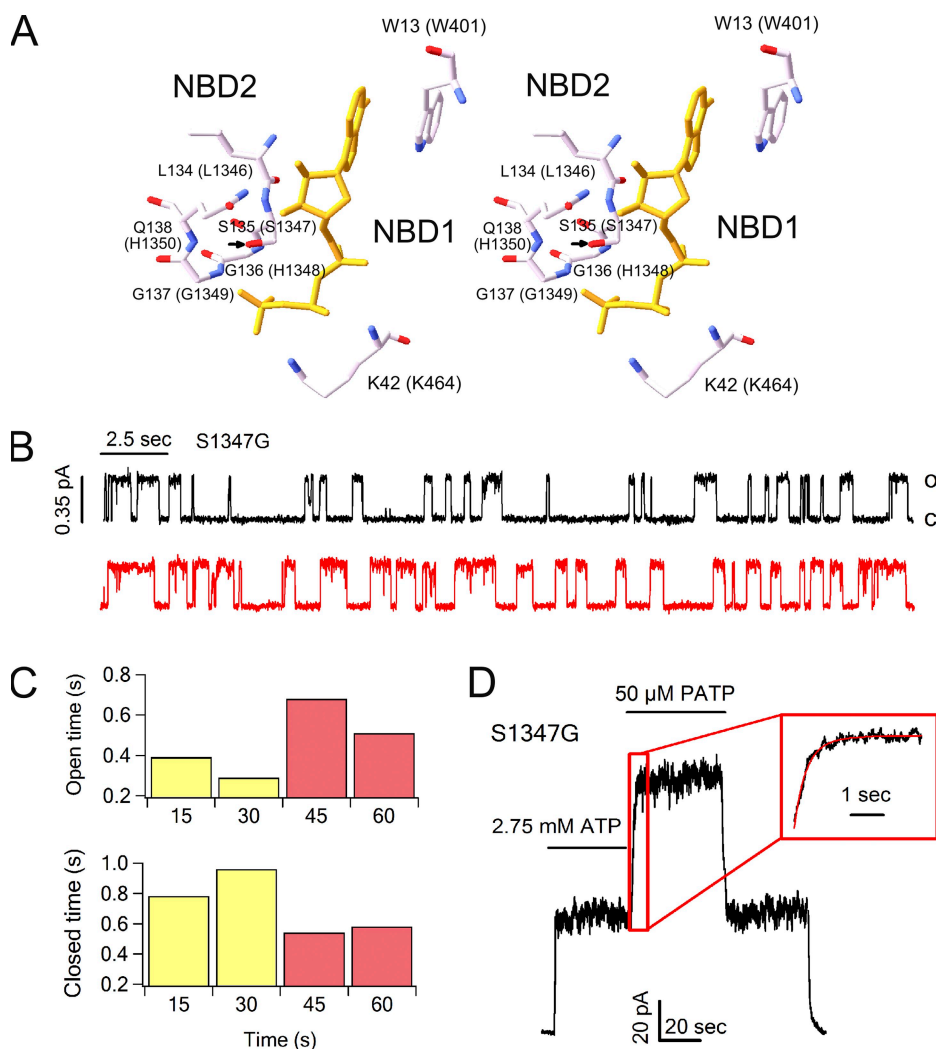 A
W13 (W401)
W13 (W401)
NBD2
NBD2
L134 (L1346)
L134 (L1346)
Q138
(H1350)
S135 (S1347)
NBD1
Q138
(H1350)
S135 (S1347)
NBD1
G136 (H1348)
G136 (H1348)
G137 (G1349)
G137 (G1349)
K42 (K464)
K42 (K464)
B
2.5 sec
S1347G
0.35 pA
O
C
C
Open time (s)
0.8
0.6
0.4
0.2
15 30 45 60
Closed time (s)
1.0
0.8
0.6
0.4
0.2
15 30 45 60
Time (s)
D
50 µM PATP
S1347G
1 sec
2.75 mM ATP
20 pA
20 sec